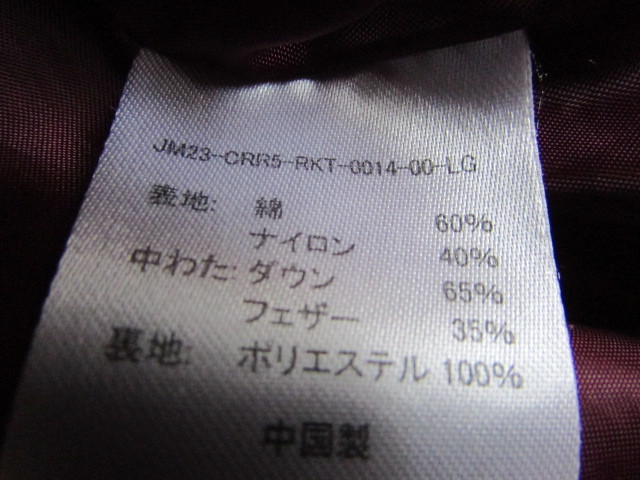 JM23-CRR5-RKT-0014-00-LG
表地: 綿 60%
ナイロン 40%
中わた: ダウン 65%
フェザー 35%
裏地: ポリエステル 100%
中国製